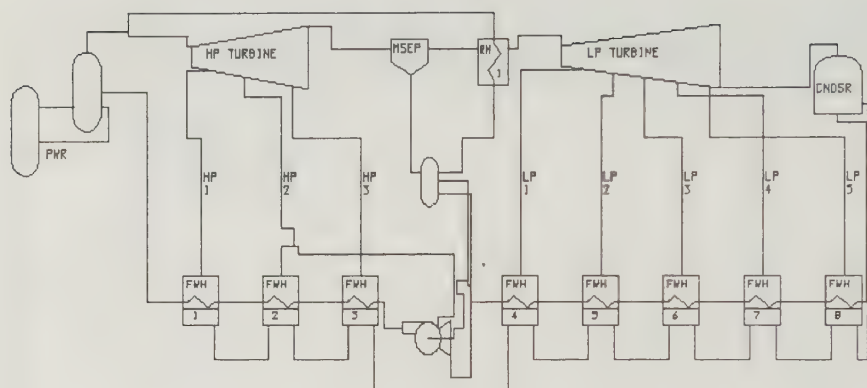 HP TURBINE
MSEP
RH
1
LP TURBINE
CNDSR
PWR
HP
1
HP
2
HP
3
LP
1
LP
2
LP
3
LP
4
LP
5
FWH
1
FWH
2
FWH
3
FWH
4
FWH
5
FWH
6
FWH
7
FWH
8